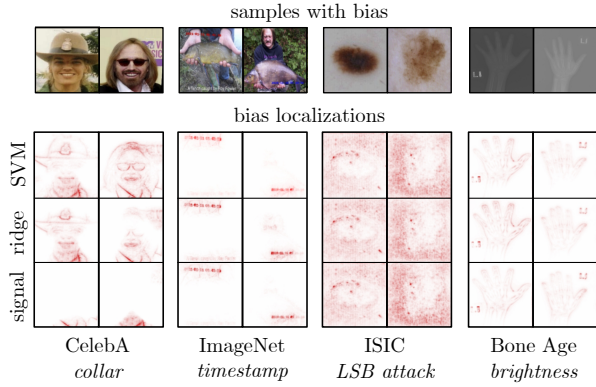 samples with bias
bias localizations
SVM
ridge
signal
CelebA
ImageNet
ISIC
Bone Age
collar
timestamp
LSB attack
brightness